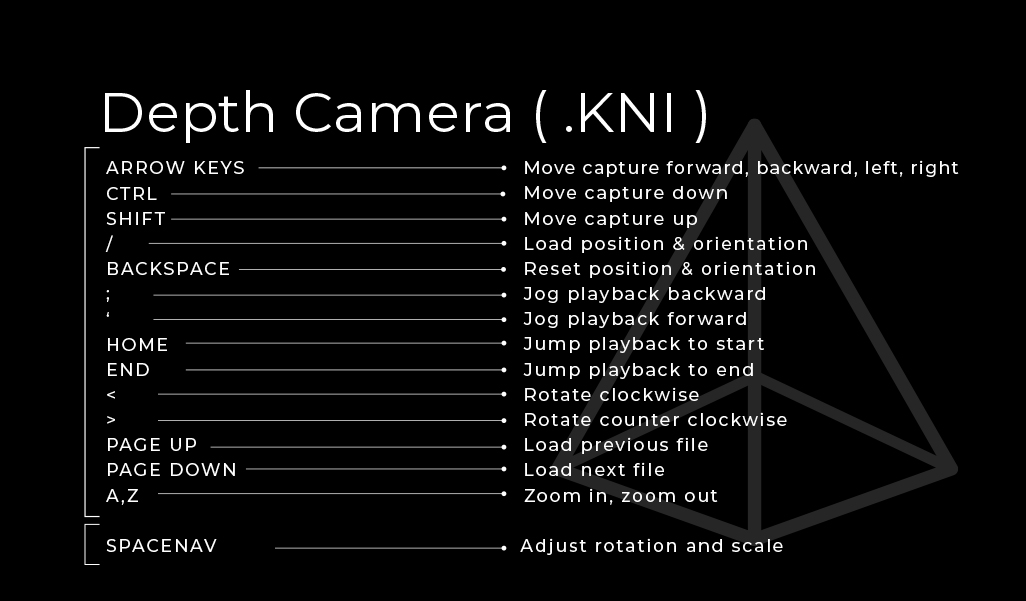 Depth Camera ( .KNI )
ARROW KEYS Move capture forward, backward, left, right
CTRL Move capture down
SHIFT Move capture up
/ Load position & orientation
BACKSPACE Reset position & orientation
; Jog playback backward
‘ Jog playback forward
HOME Jump playback to start
END Jump playback to end
< Rotate clockwise
> Rotate counter clockwise
PAGE UP Load previous file
PAGE DOWN Load next file
A,Z Zoom in, zoom out
SPACENAV Adjust rotation and scale